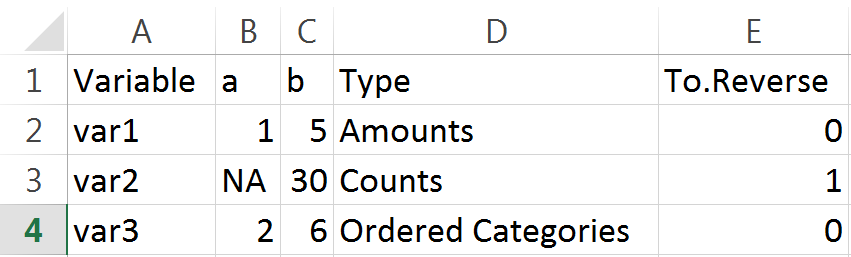 A B C D E
1 Variable a b Type To.Reverse
2 var1 1 5 Amounts 0
3 var2 NA 30 Counts 1
4 var3 2 6 Ordered Categories 0